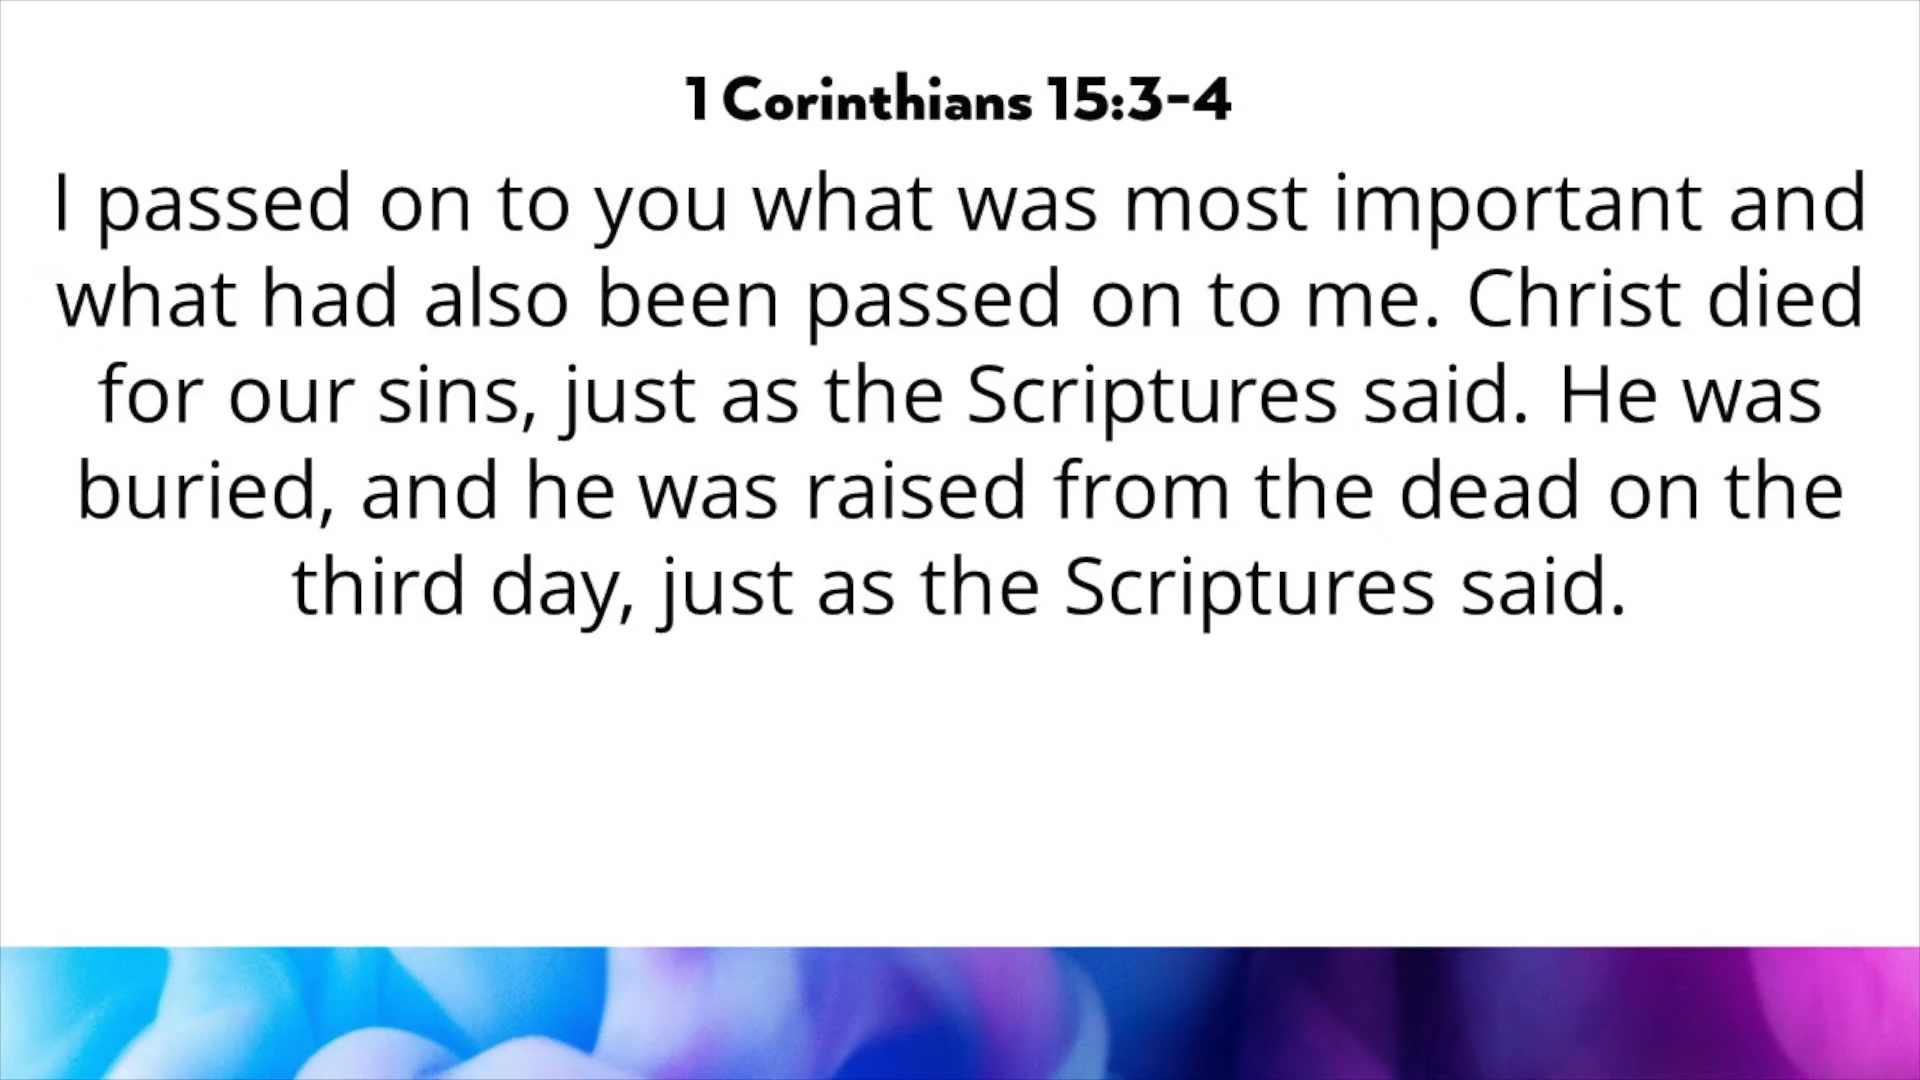 1 Corinthians 15:3-4
I passed on to you what was most important and
what had also been passed on to me. Christ died
for our sins, just as the Scriptures said. He was
buried, and he was raised from the dead on the
third day, just as the Scriptures said.